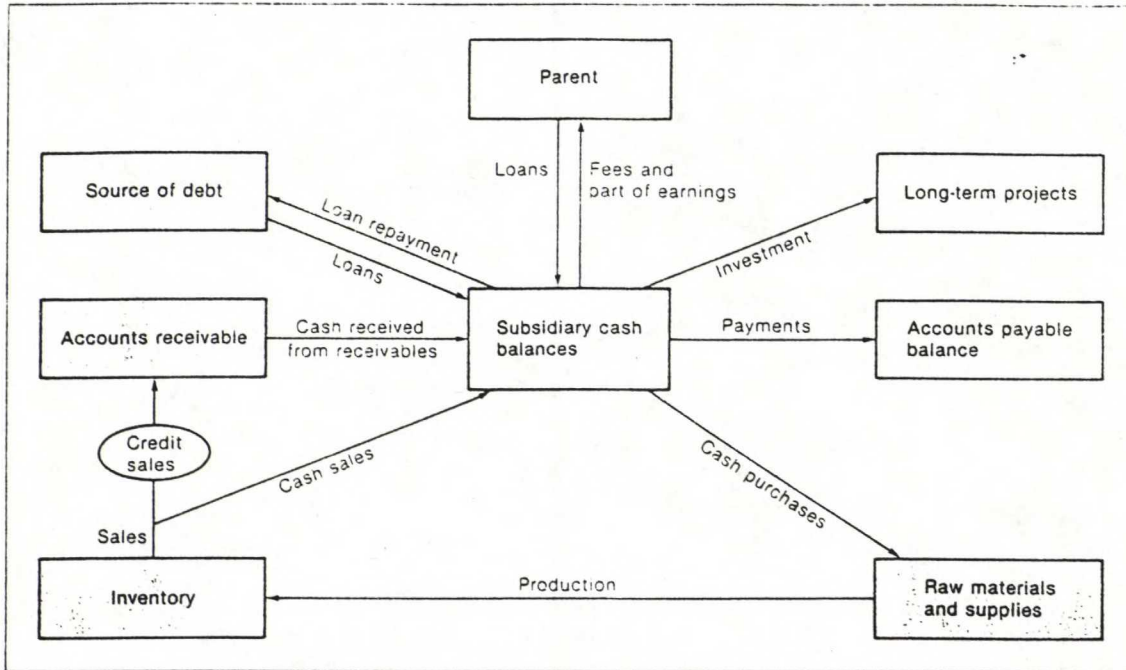 Parent
Loans
Fees and
part of earnings
Source of debt
Long-term projects
Loan repayment
Loans
Investment
Accounts receivable
Cash received
from receivables
Subsidiary cash
balances
Payments
Accounts payable
balance
Credit
sales
Cash sales
Cash purchases
Sales
Inventory
Production
Raw materials
and supplies